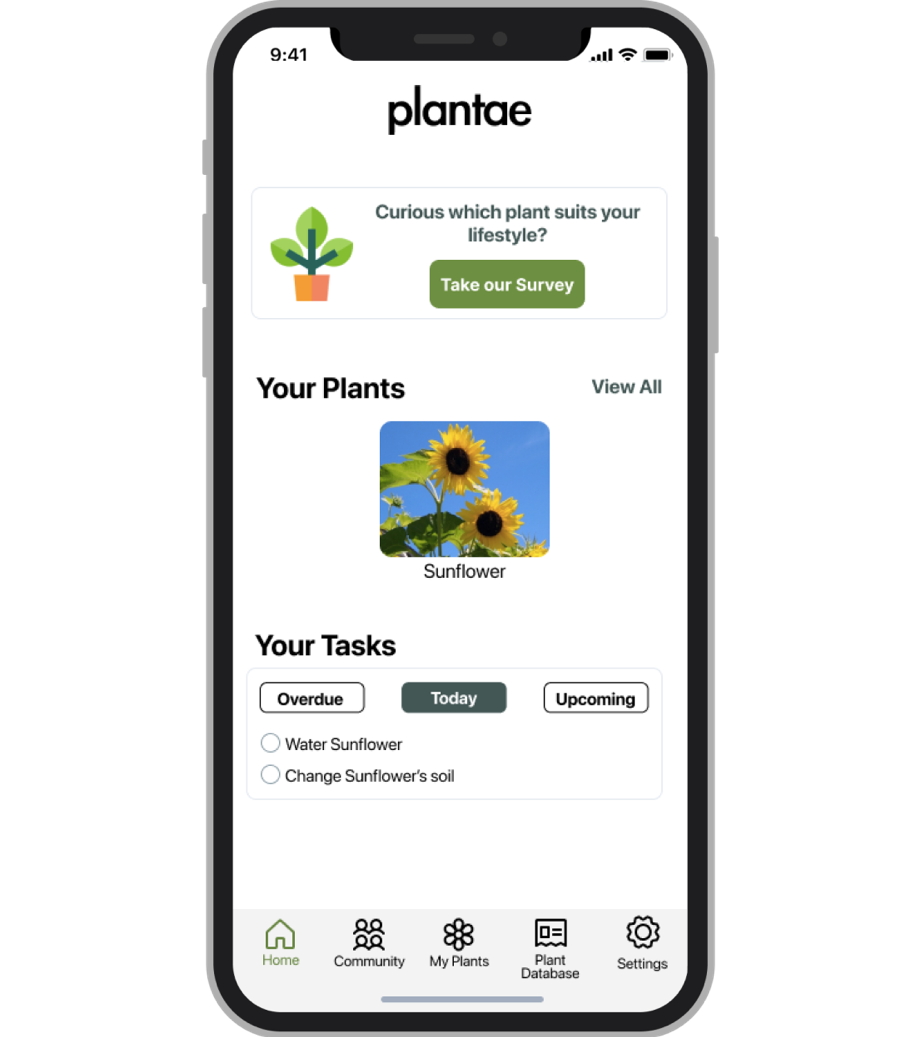 9:41
plantae
Curious which plant suits your
lifestyle?
Take our Survey
Your Plants
View All
Sunflower
Your Tasks
Overdue
Today
Upcoming
Water Sunflower
Change Sunflower's soil
Home
Community
My Plants
Plant
Database
Settings